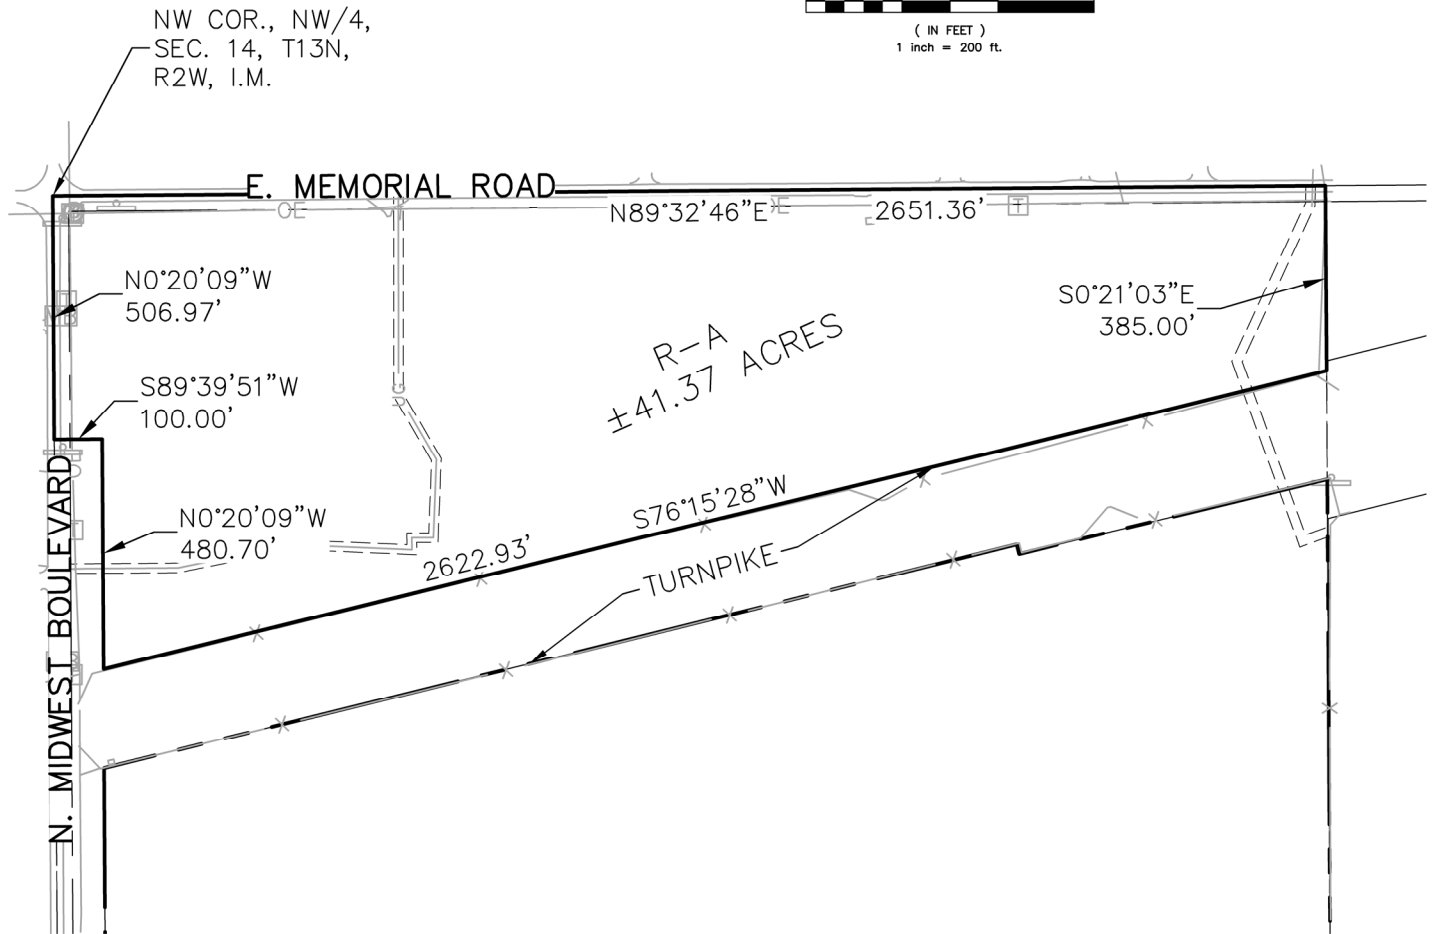 NW COR., NW/4,
SEC. 14, T13N,
R2W, I.M.
( IN FEET )
1 inch = 200 ft.
E. MEMORIAL ROAD
OE
N89°32'46"E
E
2651.36'
T
E
N0°20'09"W
506.97'
S0°21'03"E
385.00'
R-A
±41.37 ACRES
S89°39'51"W
100.00'
N0°20'09"W
480.70'
S76°15'28"W
2622.93'
TURNPIKE
N. MIDWEST BOULEVARD